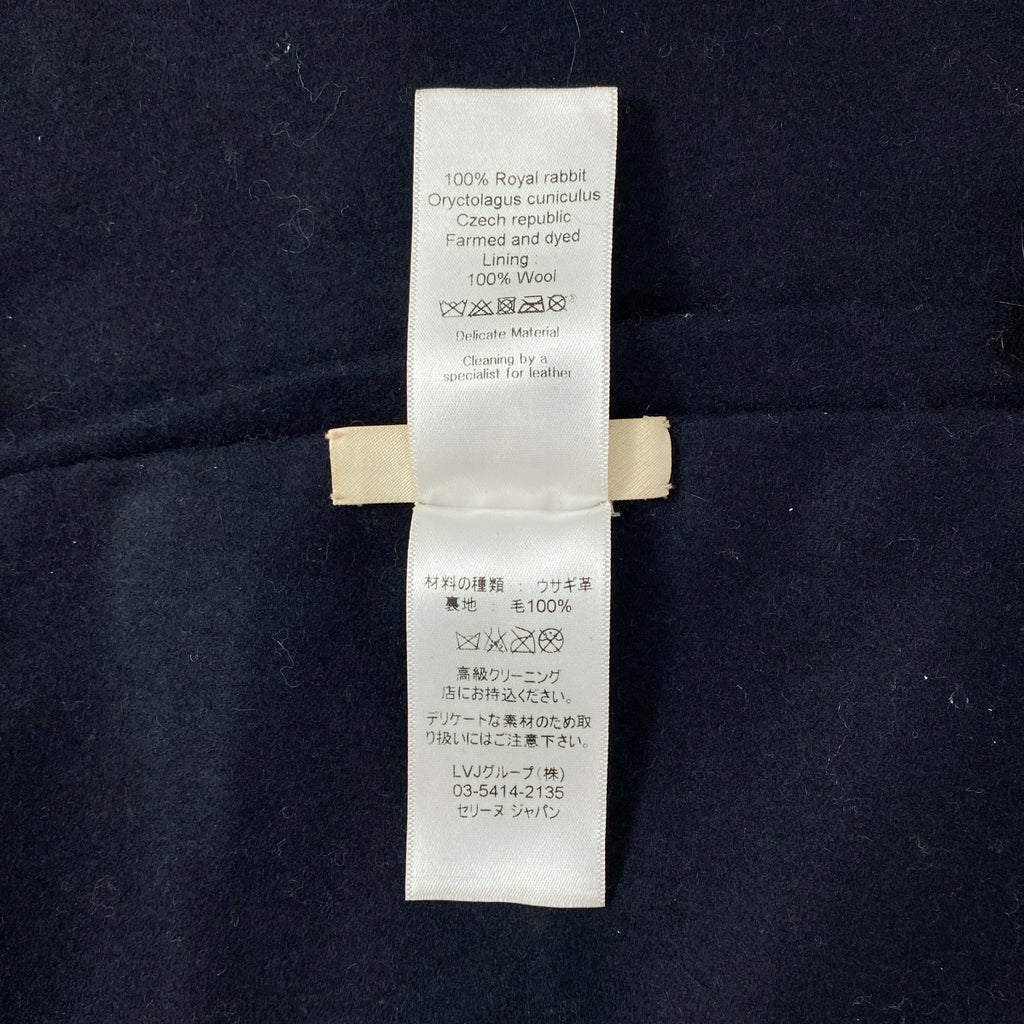 100% Royal rabbit
Oryctolagus cuniculus
Czech republic
Farmed and dyed
Lining :
100% Wool
Delicate Material
Cleaning by a
specialist for leather
材料の種類 : ウサギ革
裏地 : 毛100%
高級クリーニング
店にお持込ください。
デリケートな素材のため取
り扱いにはご注意下さい。
LVJグループ(株)
03-5414-2135
セリーヌ ジャパン